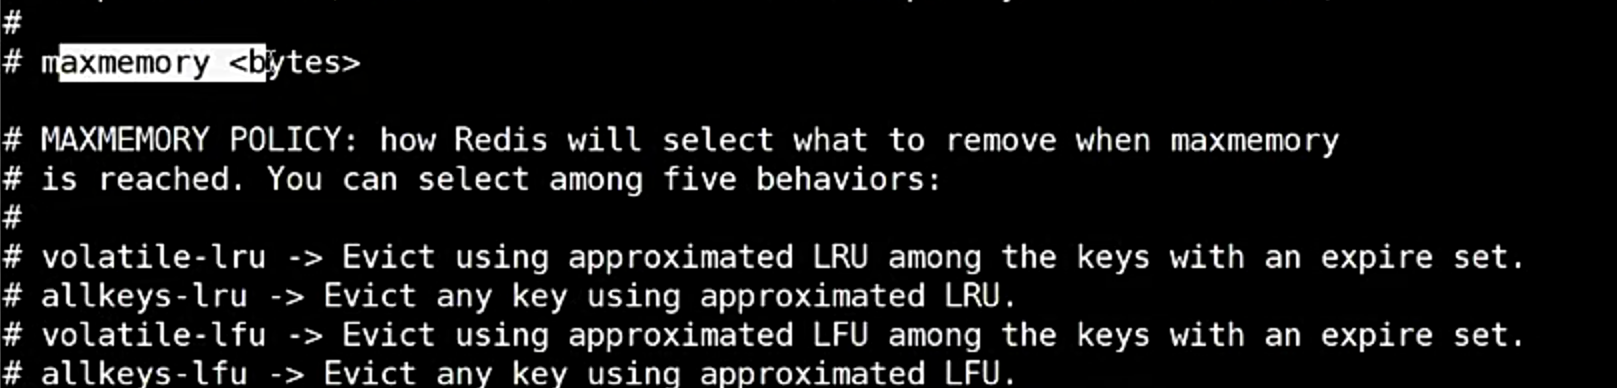 #
# maxmemory <bytes>
# MAXMEMORY POLICY: how Redis will select what to remove when maxmemory
# is reached. You can select among five behaviors:
#
# volatile-lru -> Evict using approximated LRU among the keys with an expire set.
# allkeys-lru -> Evict any key using approximated LRU.
# volatile-lfu -> Evict using approximated LFU among the keys with an expire set.
# allkeys-lfu -> Evict any key using approximated LFU.